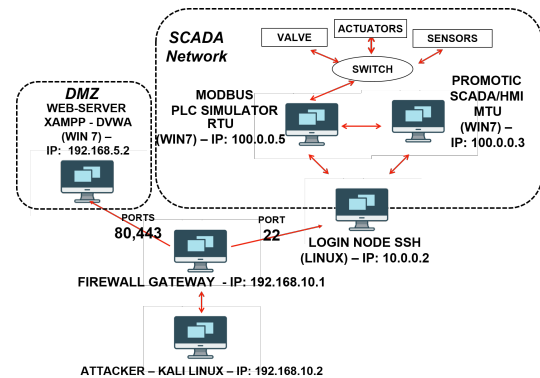 SCADA
Network
VALVE
ACTUATORS
SENSORS
SWITCH
DMZ
WEB-SERVER
XAMPP - DVWA
(WIN 7) –
IP: 192.168.5.2
MODBUS
PLC SIMULATOR
RTU
(WIN7) – IP: 100.0.0.5
PROMOTIC
SCADA/HMI
MTU
(WIN7) –
IP: 100.0.0.3
PORTS
80,443
PORT
22
LOGIN NODE SSH
(LINUX) – IP: 10.0.0.2
FIREWALL GATEWAY - IP: 192.168.10.1
ATTACKER – KALI LINUX – IP: 192.168.10.2